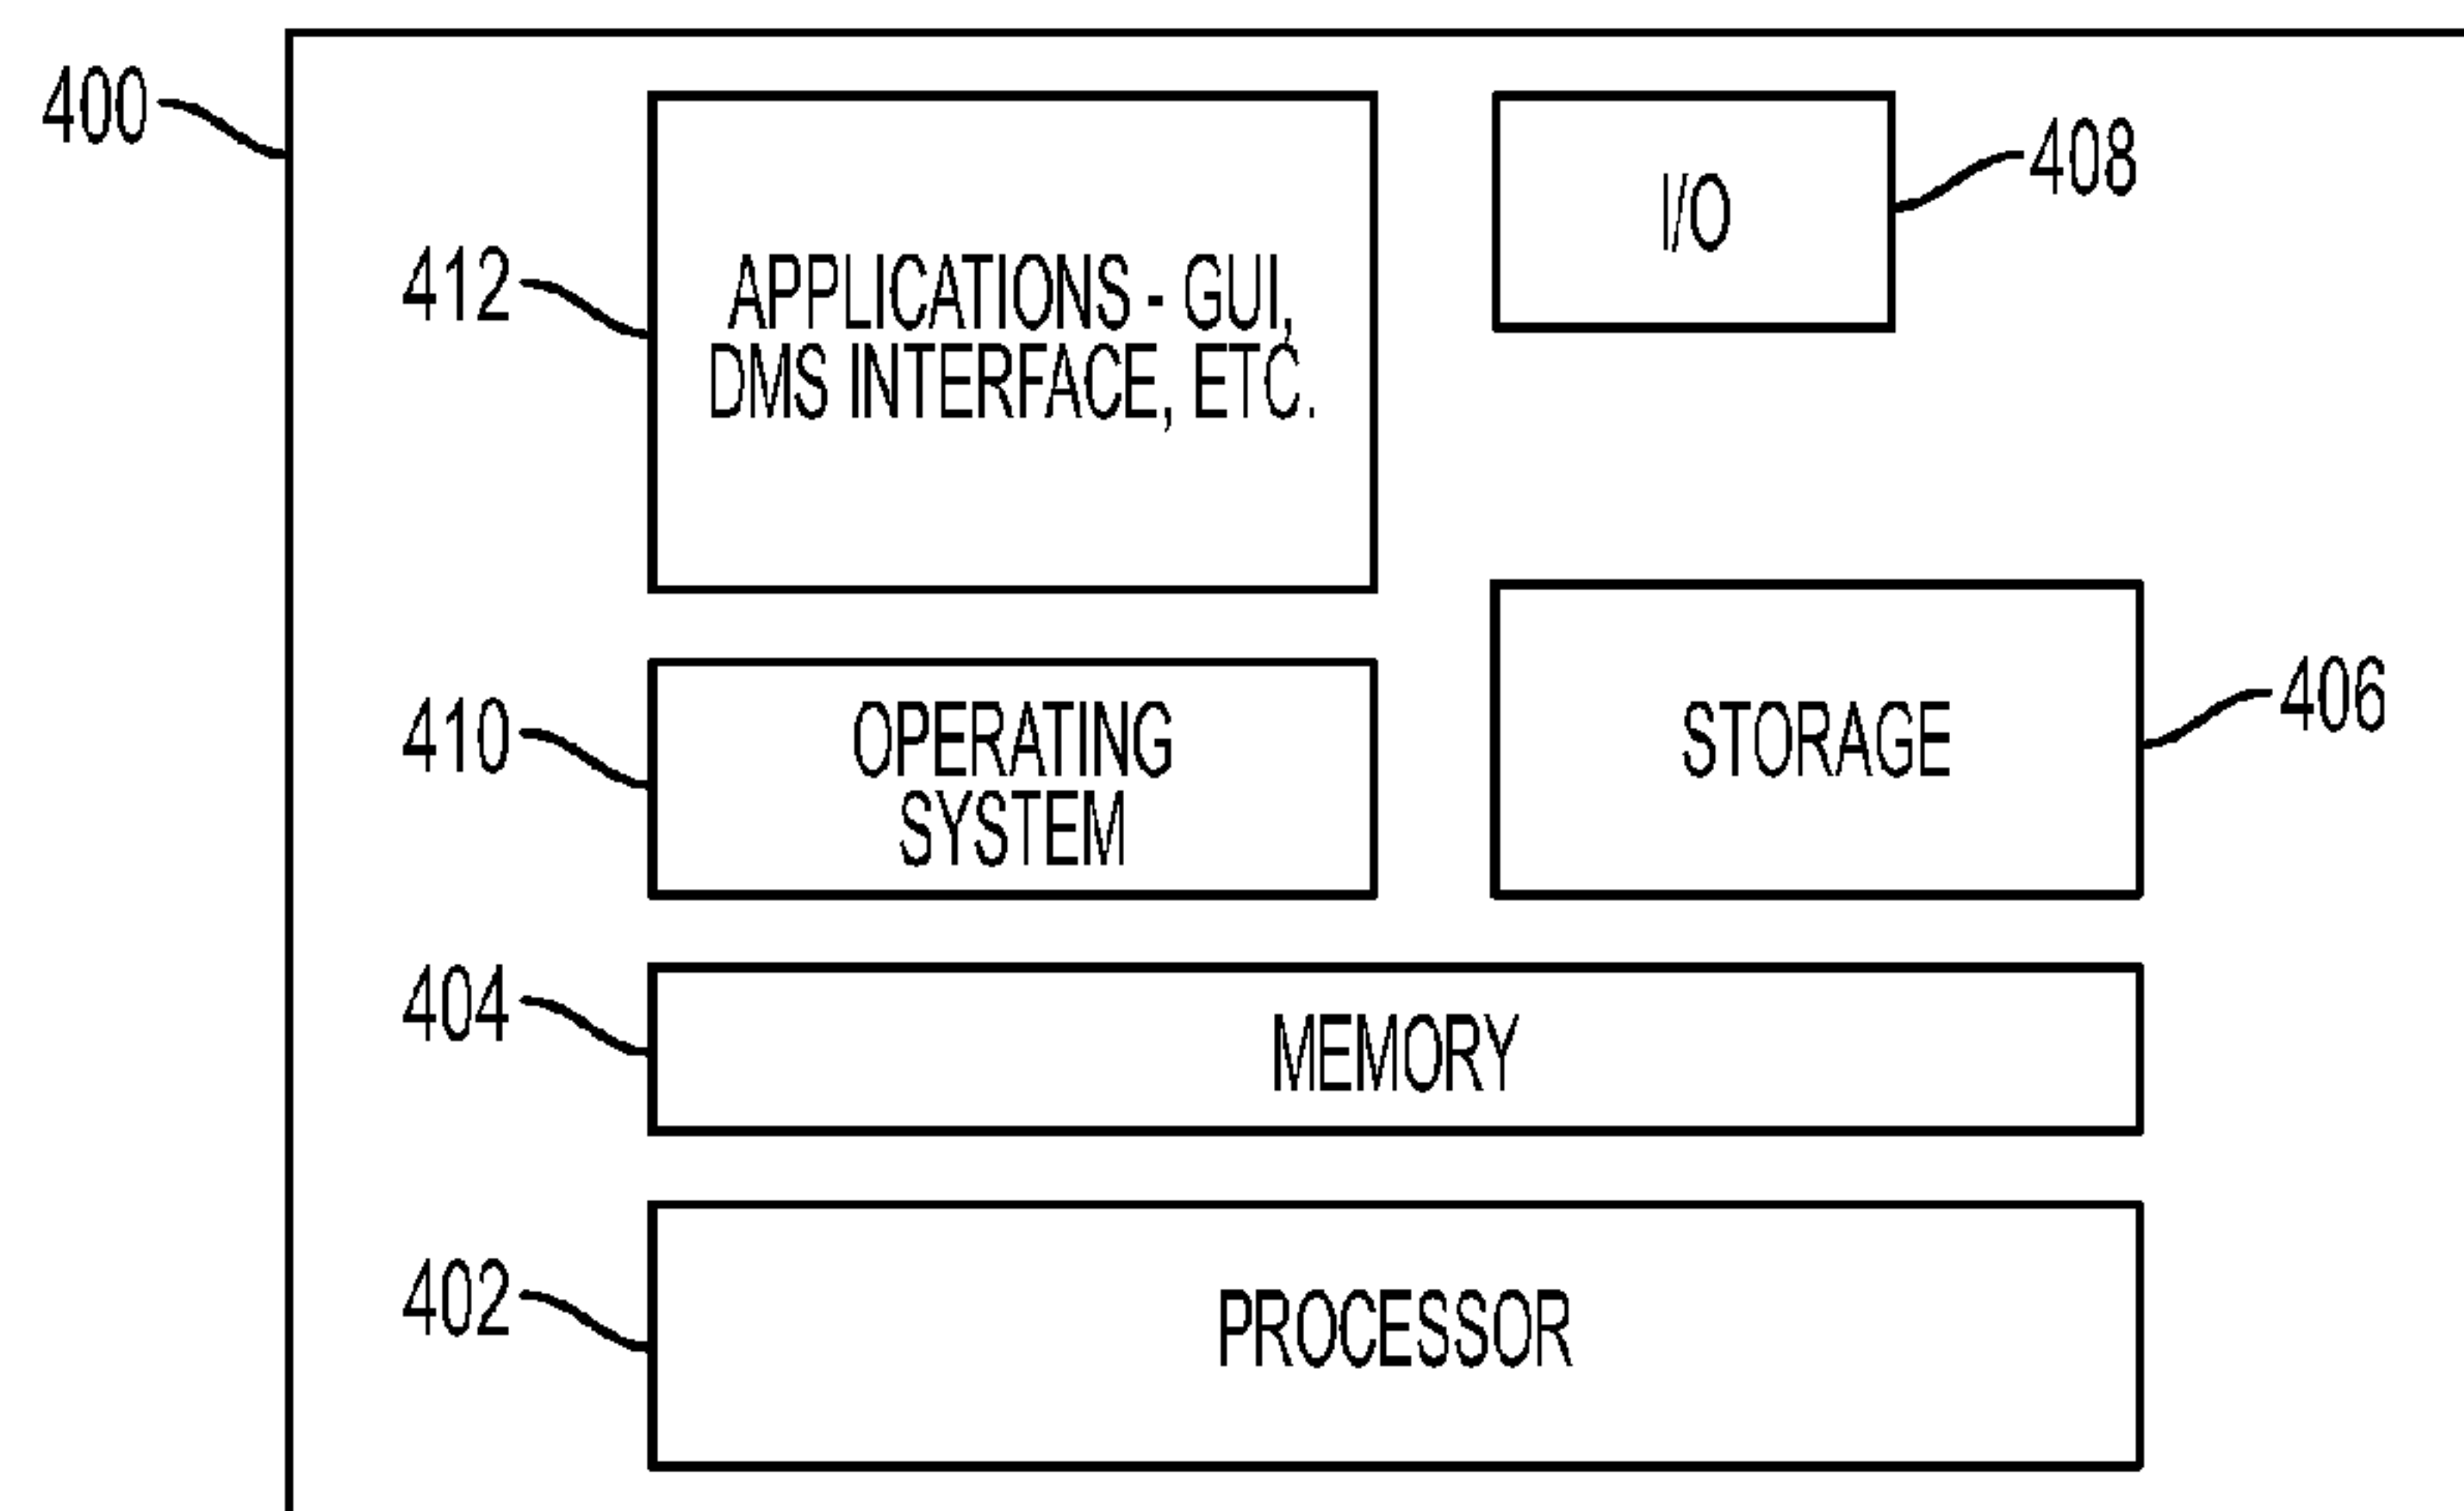 400
412
APPLICATIONS - GUI,
DMS INTERFACE, ETC.
I/O
408
410
OPERATING
SYSTEM
STORAGE
406
404
MEMORY
402
PROCESSOR